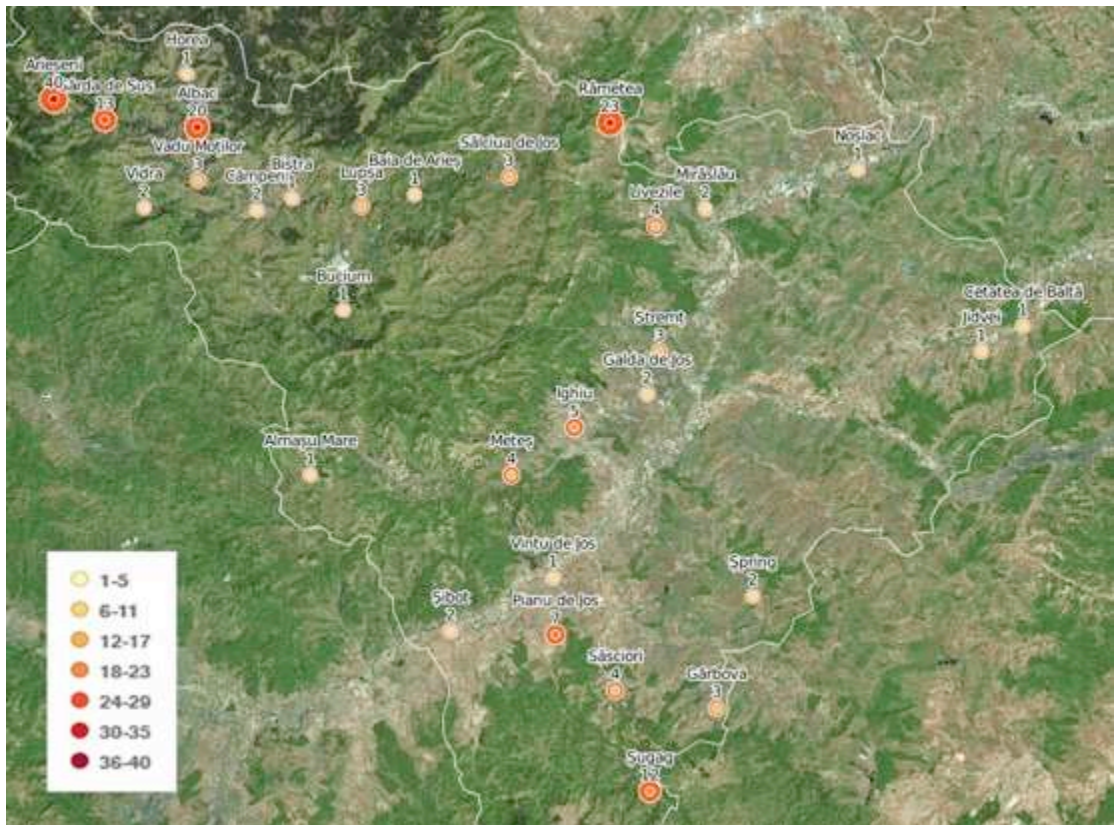 Horea
1
Arieșeni
40
Gârda de Sus
13
Albac
20
Râmetea
23
Vadu Moților
3
Sălciua de Jos
3
Noșlac
1
Baia de Arieș
1
Bistra
Lupșa
3
Vidra
2
Câmpeni
2
Mirăslău
2
Livezile
4
Bucium
1
Cetatea de Baltă
1
Stremț
3
Jidvei
1
Galda de Jos
2
Ighiu
5
Almașu Mare
1
Meteș
4
Vințu de Jos
1
Spring
2
Șibot
2
Pianu de Jos
7
Săsciori
4
Gârbova
3
Sugag
17
1-5
6-11
12-17
18-23
24-29
30-35
36-40